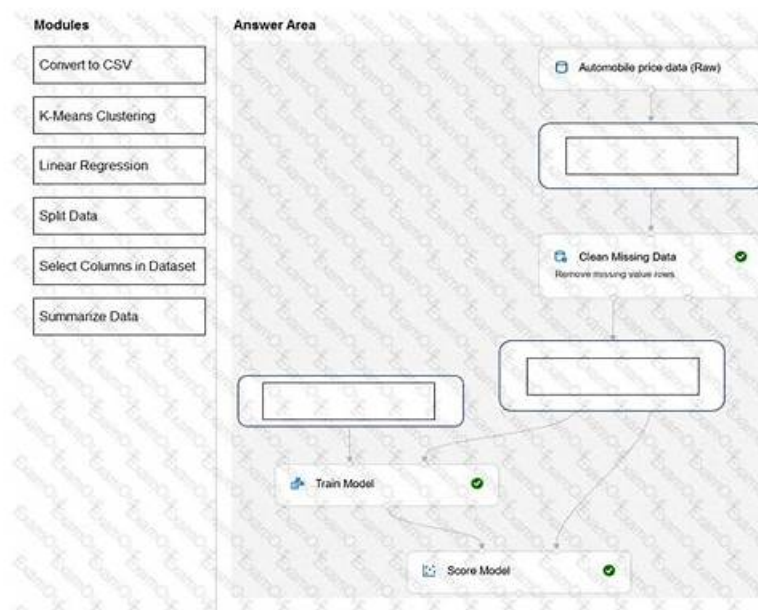 Modules
Convert to CSV
K-Means Clustering
Linear Regression
Split Data
Select Columns in Dataset
Summarize Data
Answer Area
Automobile price data (Raw)
Clean Missing Data
Remove missing value rows
Train Model
Score Model